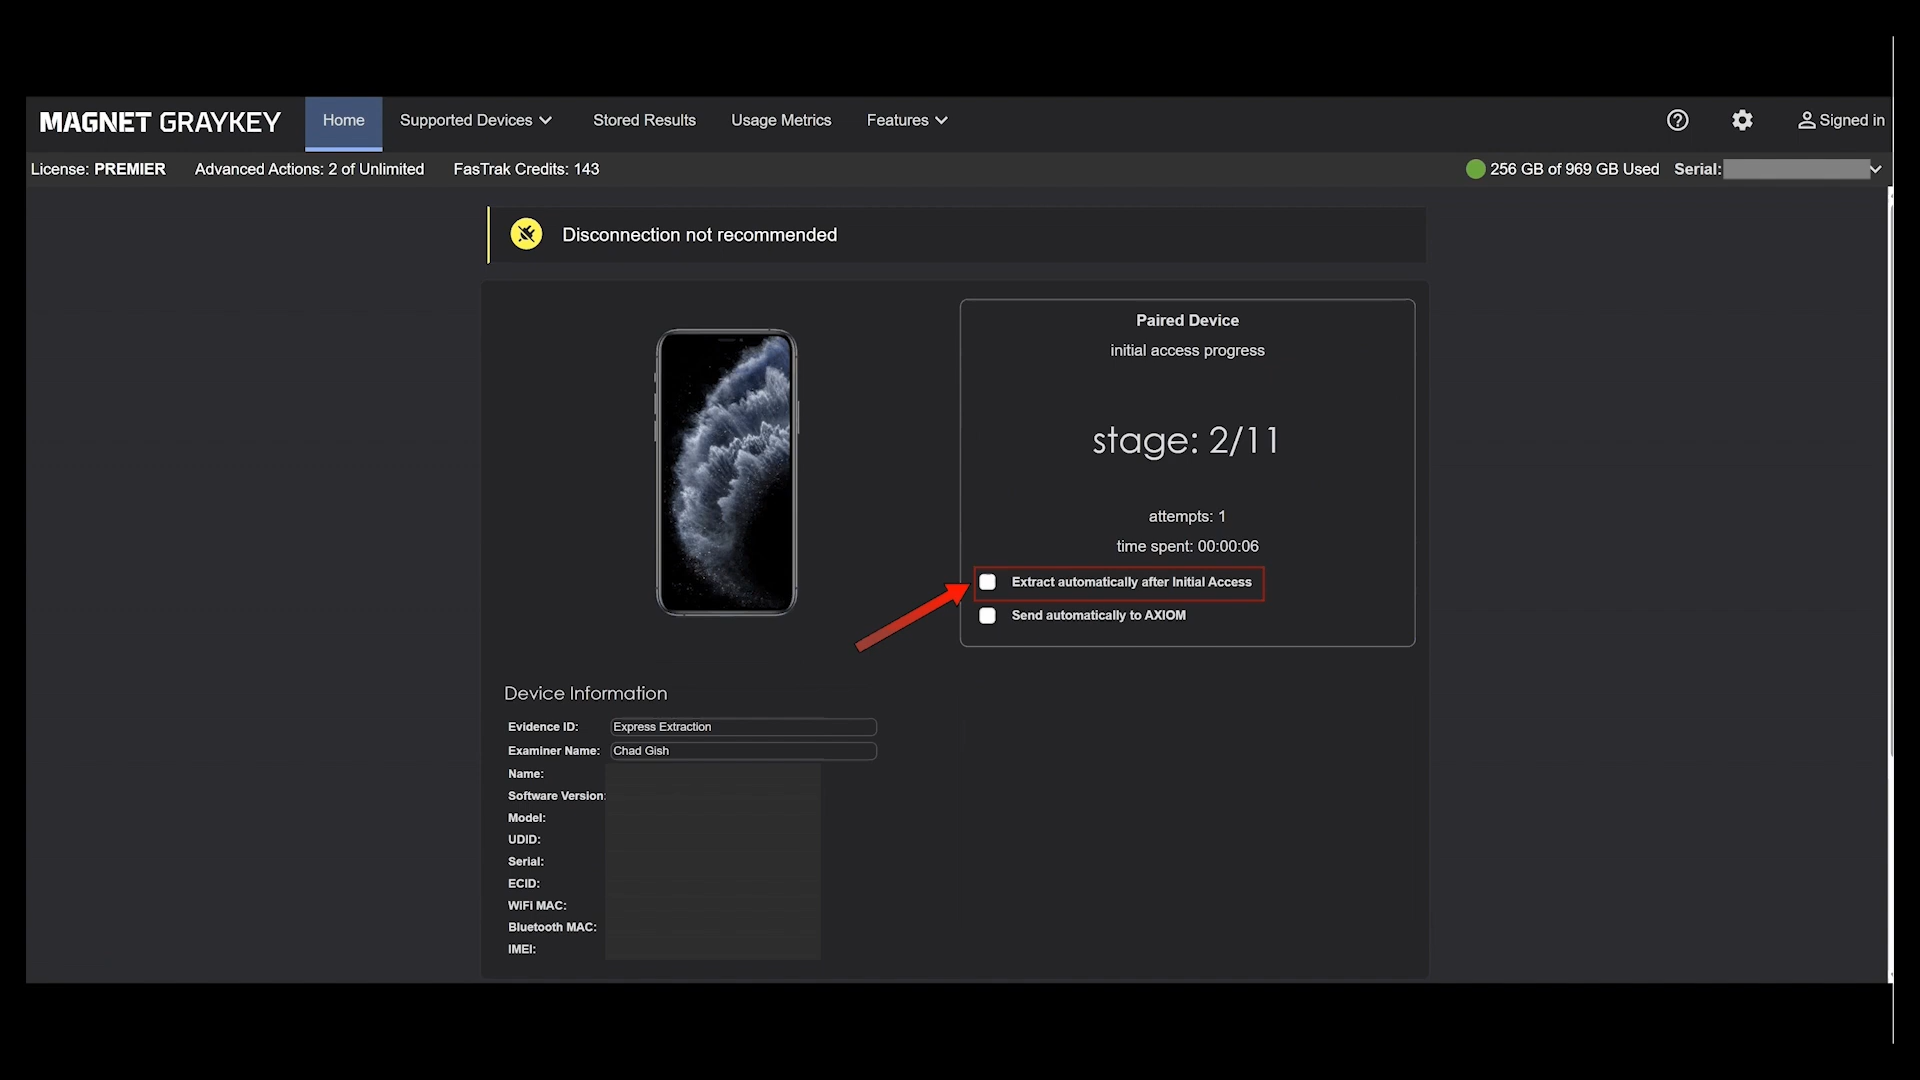 MAGNET GRAYKEY Home Supported Devices Stored Results Usage Metrics Features Signed in
License: PREMIER Advanced Actions: 2 of Unlimited FasTrak Credits: 143 256 GB of 969 GB Used Serial:
Disconnection not recommended
Paired Device
initial access progress
stage: 2/11
attempts: 1
time spent: 00:00:06
Extract automatically after Initial Access
Send automatically to AXIOM
Device Information
Evidence ID: Express Extraction
Examiner Name: Chad Gish
Name:
Software Version:
Model:
UDID:
Serial:
ECID:
WIFI MAC:
Bluetooth MAC:
IMEI: